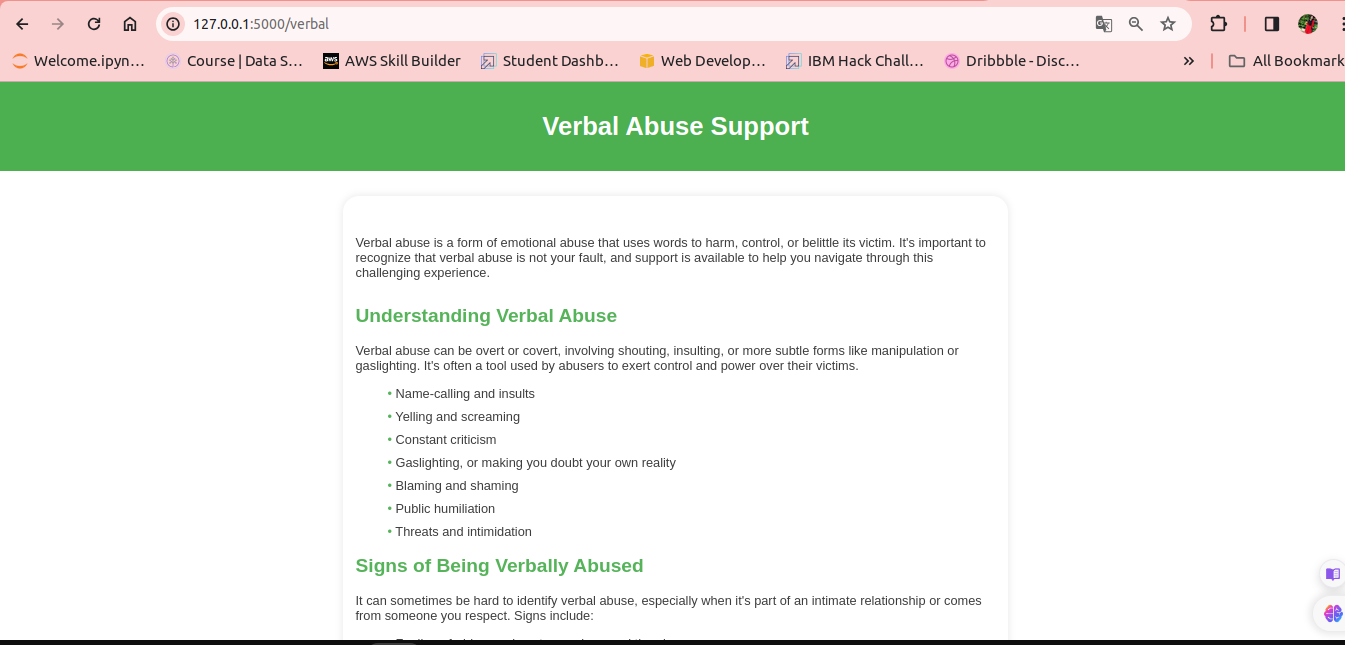 127.0.0.1:5000/verbal
Welcome.ipyn… Course | Data S… AWS Skill Builder Student Dashb… Web Develop… IBM Hack Chall… Dribbble - Disc… » All Bookmark
Verbal Abuse Support
Verbal abuse is a form of emotional abuse that uses words to harm, control, or belittle its victim. It's important to
recognize that verbal abuse is not your fault, and support is available to help you navigate through this
challenging experience.
Understanding Verbal Abuse
Verbal abuse can be overt or covert, involving shouting, insulting, or more subtle forms like manipulation or
gaslighting. It's often a tool used by abusers to exert control and power over their victims.
• Name-calling and insults
• Yelling and screaming
• Constant criticism
• Gaslighting, or making you doubt your own reality
• Blaming and shaming
• Public humiliation
• Threats and intimidation
Signs of Being Verbally Abused
It can sometimes be hard to identify verbal abuse, especially when it's part of an intimate relationship or comes
from someone you respect. Signs include: